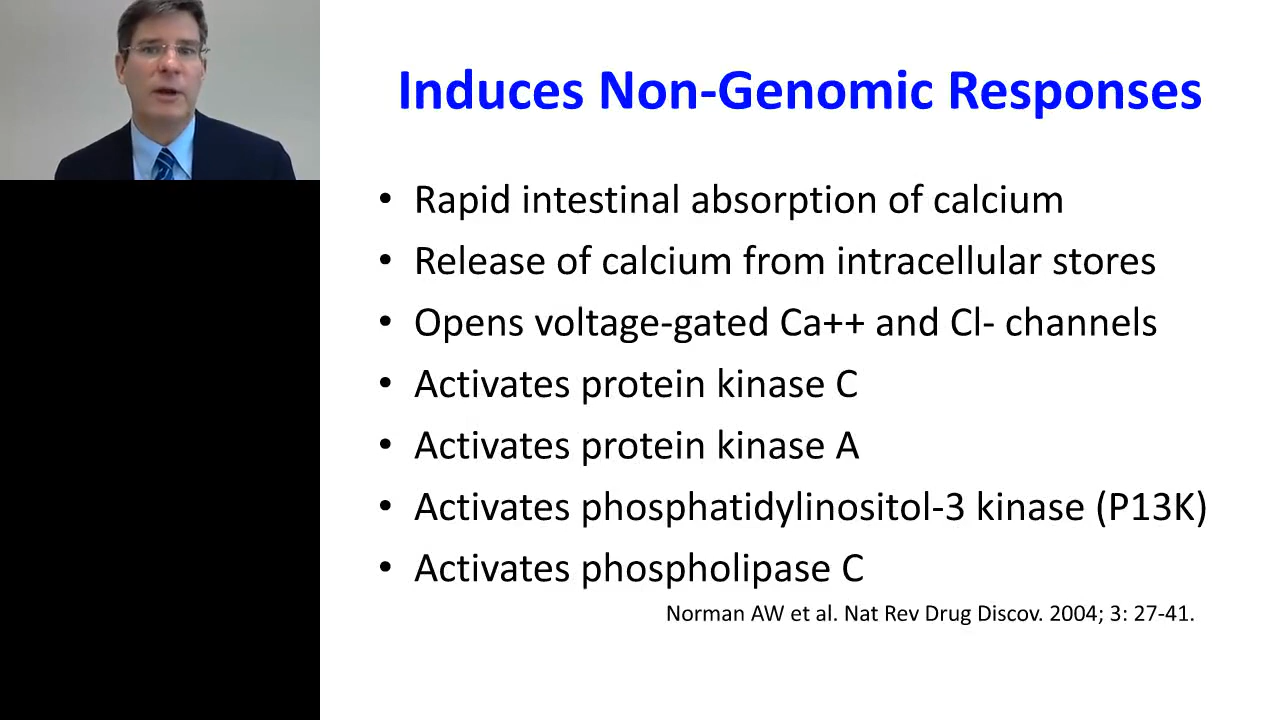 Induces Non-Genomic Responses
• Rapid intestinal absorption of calcium
• Release of calcium from intracellular stores
• Opens voltage-gated Ca++ and Cl- channels
• Activates protein kinase C
• Activates protein kinase A
• Activates phosphatidylinositol-3 kinase (P13K)
• Activates phospholipase C
Norman AW et al. Nat Rev Drug Discov. 2004; 3: 27-41.